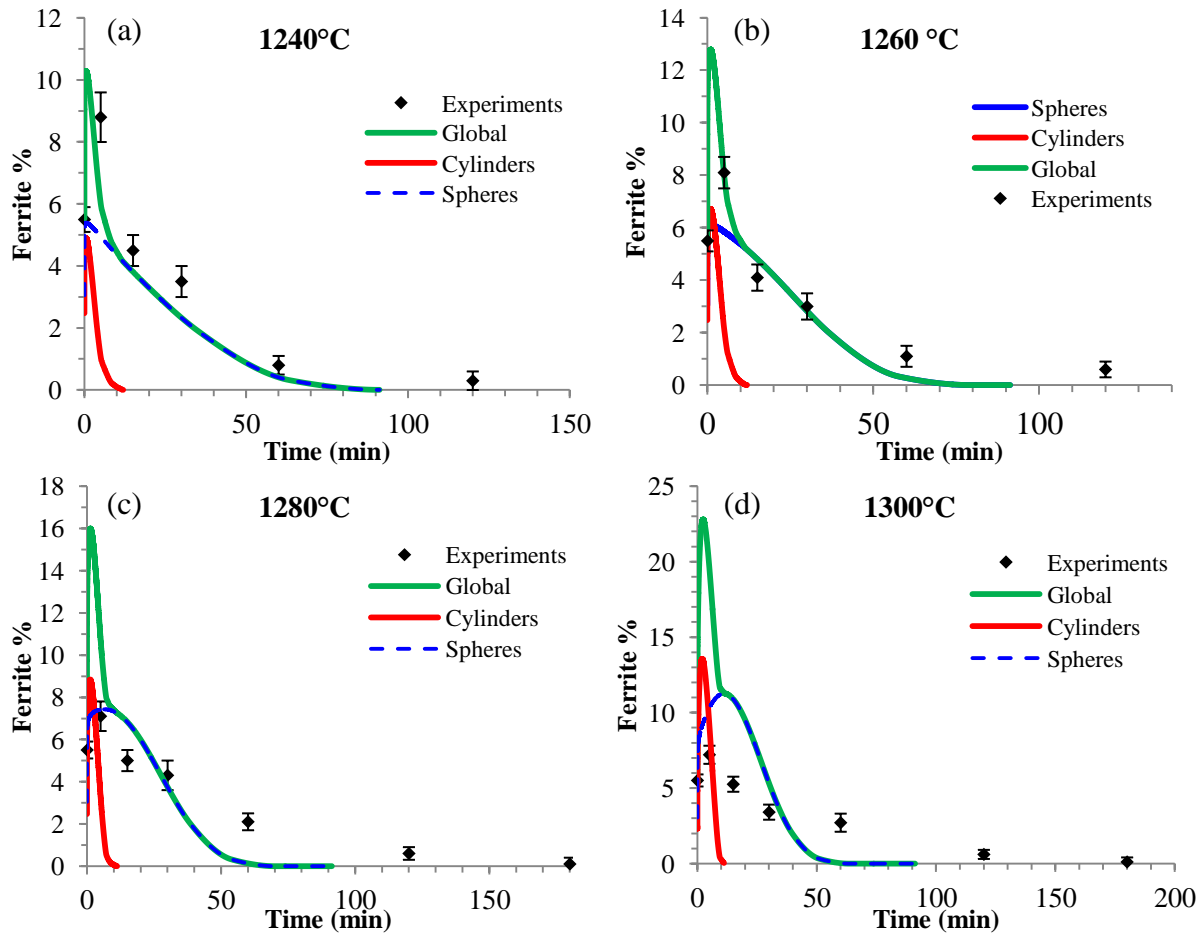 (a) 1240°C
12
10
8
6
4
2
0
Ferrite %
Experiments
Global
Cylinders
Spheres
0 50 100 150
Time (min)
(b) 1260 °C
14
12
10
8
6
4
2
0
Ferrite %
Spheres
Cylinders
Global
Experiments
0 50 100
Time (min)
(c) 1280°C
18
16
14
12
10
8
6
4
2
0
Ferrite %
Experiments
Global
Cylinders
Spheres
0 50 100 150
Time (min)
(d) 1300°C
25
20
15
10
5
0
Ferrite %
Experiments
Global
Cylinders
Spheres
0 50 100 150 200
Time (min)